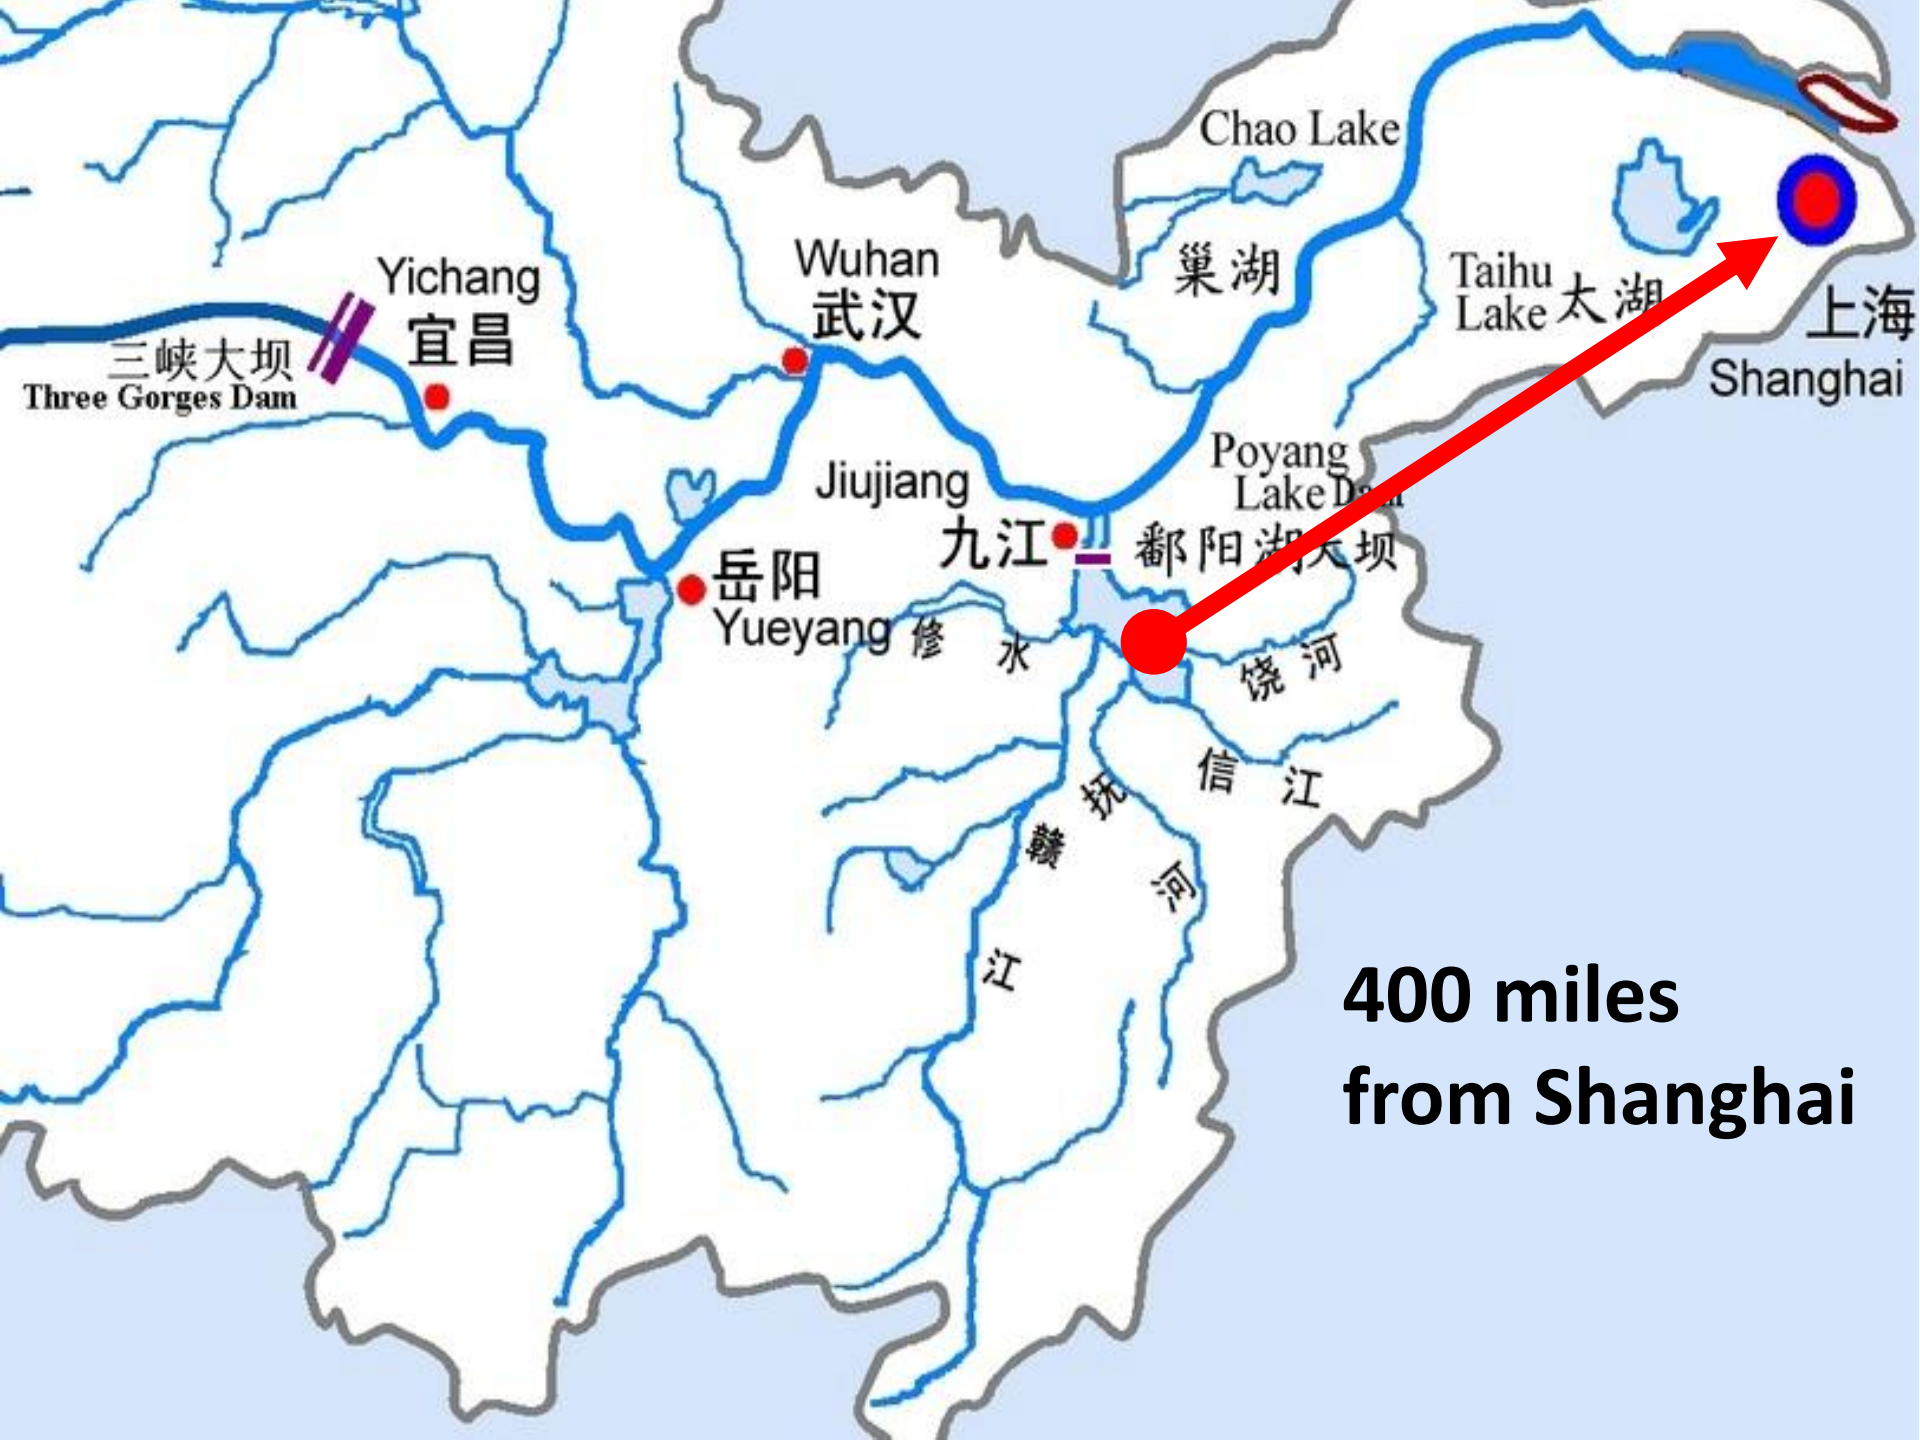 Chao Lake
巢湖
Wuhan
武汉
Yichang
宜昌
三峡大坝
Three Gorges Dam
Taihu
Lake 太湖
上海
Shanghai
Poyang
Lake Dam
鄱阳湖大坝
Jiujiang
九江
岳阳
Yueyang
修水
饶河
信江
抚河
赣江
400 miles
from Shanghai